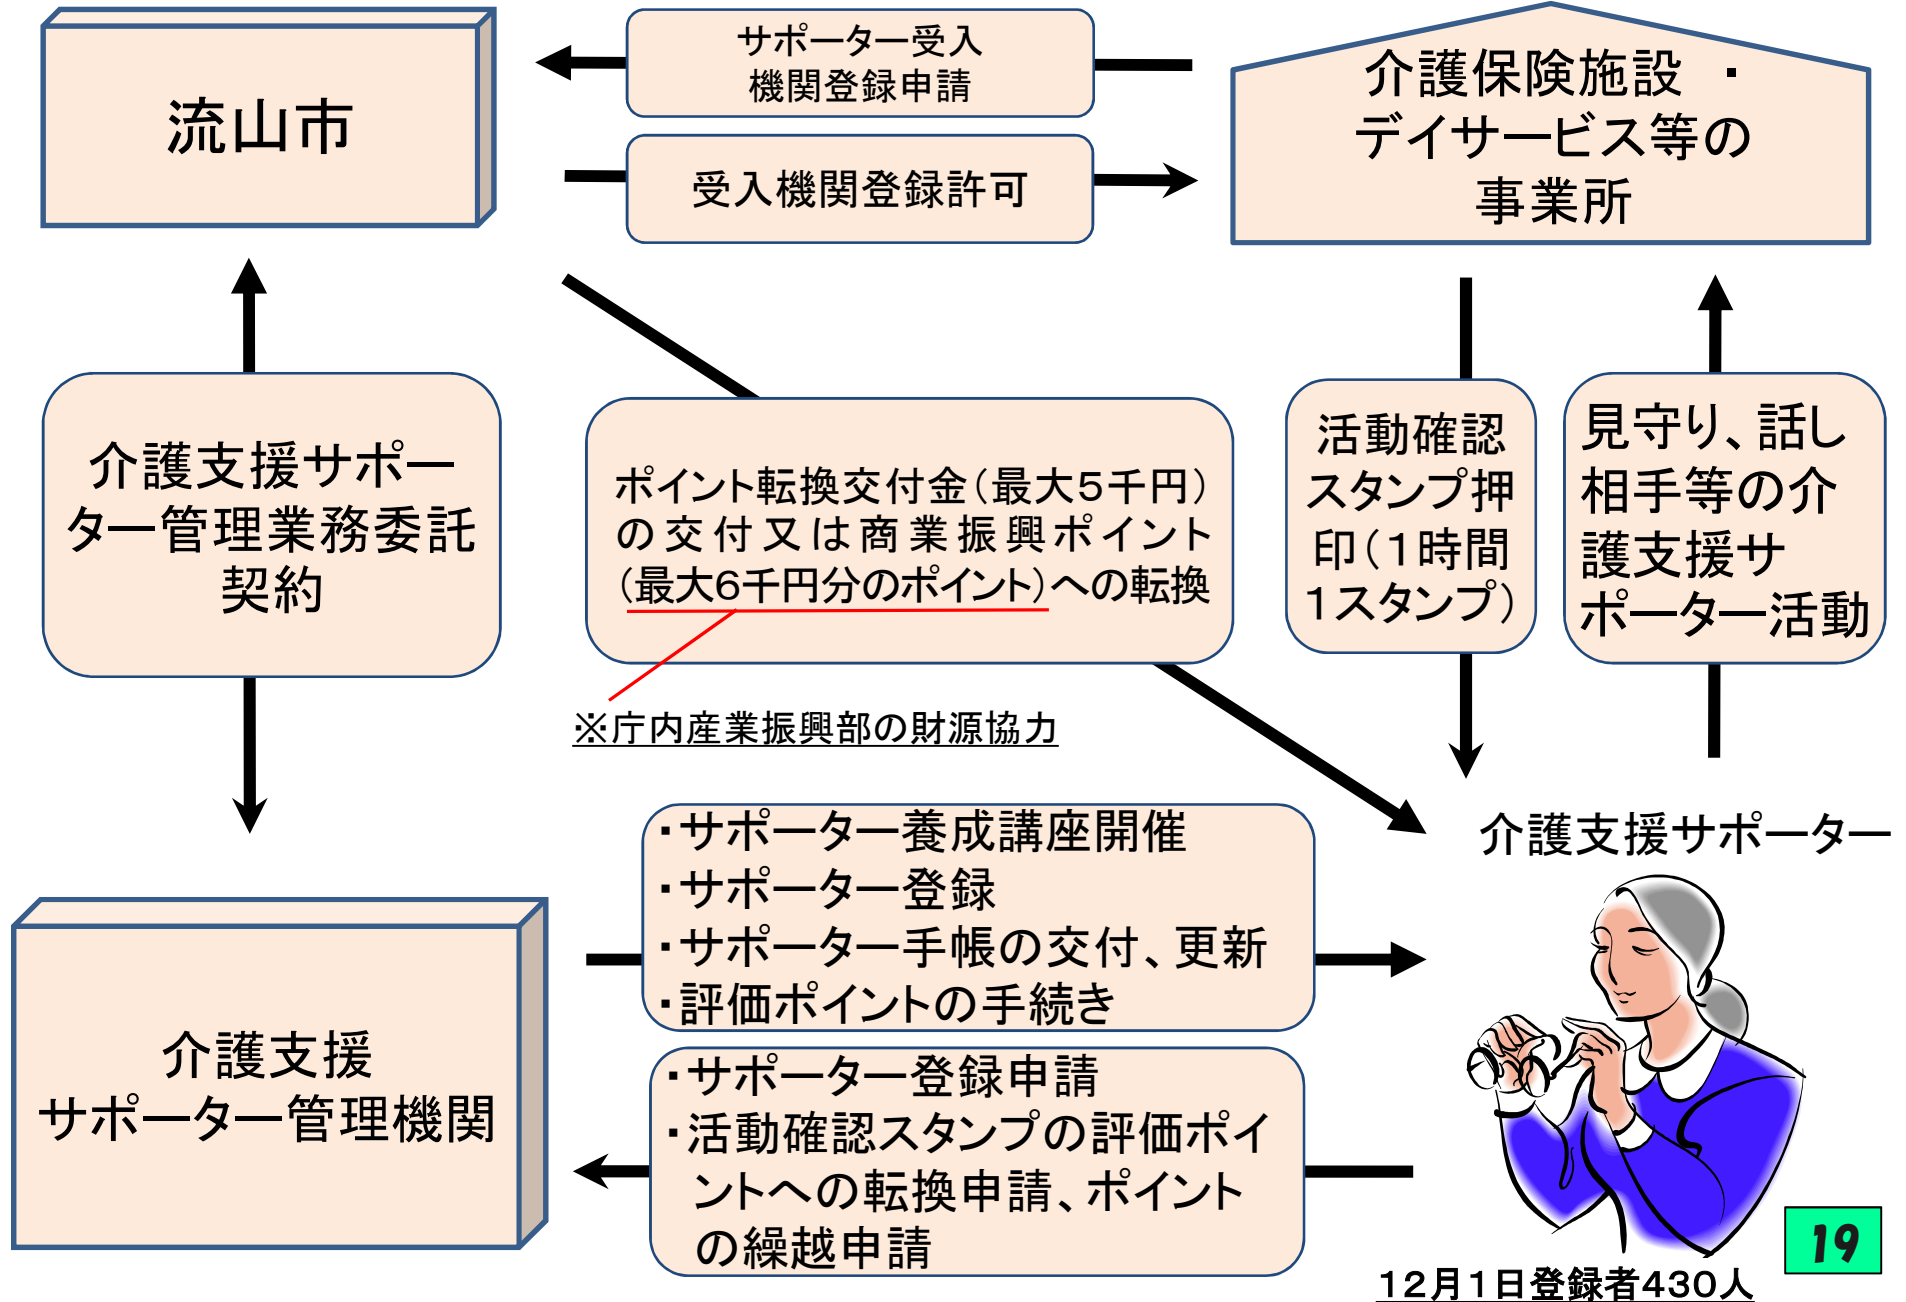 流山市
サポーター受入
機関登録申請
受入機関登録許可
介護保険施設 ・
デイサービス等の
事業所
介護支援サポー
ター管理業務委託
契約
ポイント転換交付金（最大５千円）
の交付又は商業振興ポイント
（最大６千円分のポイント）への転換
※庁内産業振興部の財源協力
活動確認
スタンプ押
印（１時間
１スタンプ）
見守り、話し
相手等の介
護支援サ
ポーター活動
介護支援サポーター
・サポーター養成講座開催
・サポーター登録
・サポーター手帳の交付、更新
・評価ポイントの手続き
介護支援
サポーター管理機関
・サポーター登録申請
・活動確認スタンプの評価ポイ
ントへの転換申請、ポイント
の繰越申請
19
１２月１日登録者４３０人